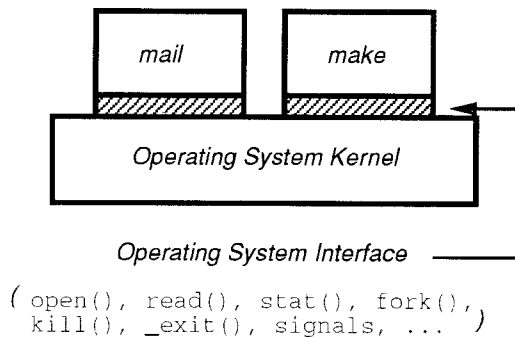 mail
make
Operating System Kernel
Operating System Interface
( open(), read(), stat(), fork(),
kill(), _exit(), signals, ... )